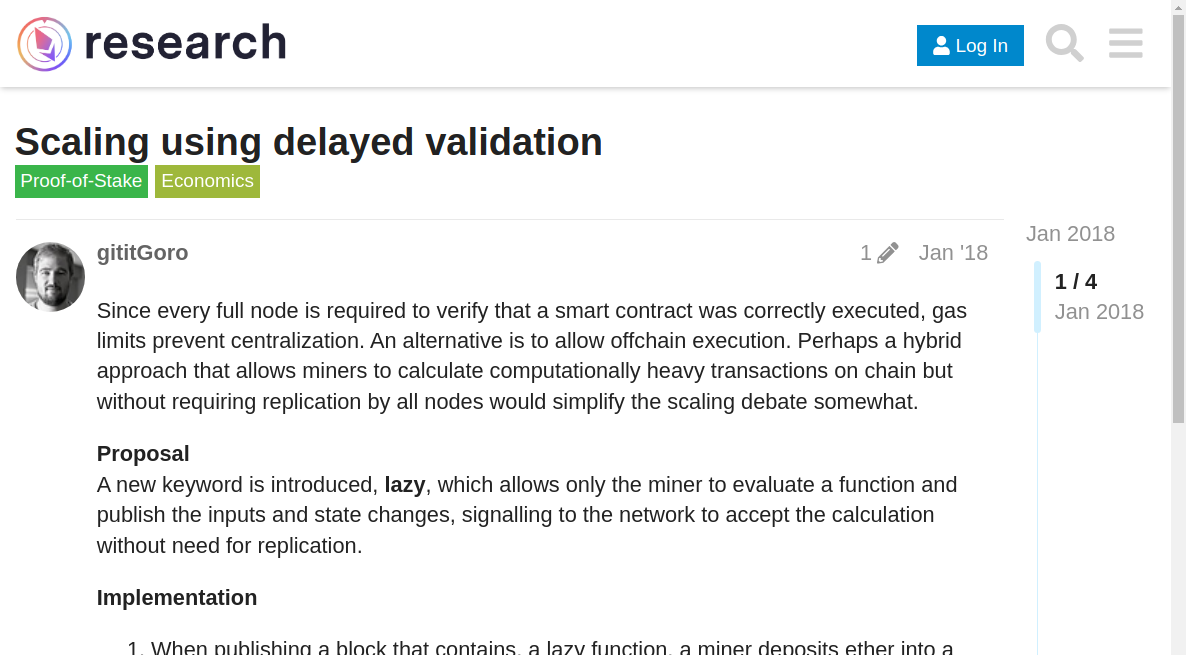 research
Log In
Scaling using delayed validation
Proof-of-Stake Economics
gititGoro
1
Jan '18
Since every full node is required to verify that a smart contract was correctly executed, gas
limits prevent centralization. An alternative is to allow offchain execution. Perhaps a hybrid
approach that allows miners to calculate computationally heavy transactions on chain but
without requiring replication by all nodes would simplify the scaling debate somewhat.
Proposal
A new keyword is introduced, lazy, which allows only the miner to evaluate a function and
publish the inputs and state changes, signalling to the network to accept the calculation
without need for replication.
Implementation
1. When publishing a block that contains, a lazy function, a miner deposits ether into a
Jan 2018
1 / 4
Jan 2018